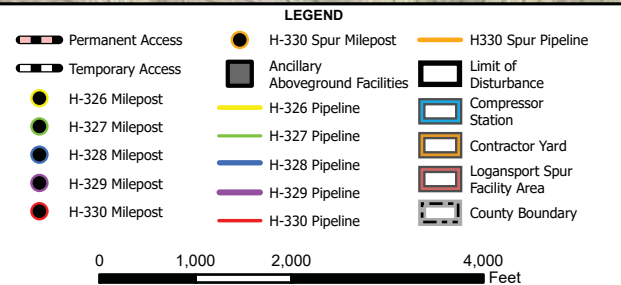 LEGEND
Permanent Access
Temporary Access
H-326 Milepost
H-327 Milepost
H-328 Milepost
H-329 Milepost
H-330 Milepost
H-330 Spur Milepost
Ancillary
Aboveground Facilities
H-326 Pipeline
H-327 Pipeline
H-328 Pipeline
H-329 Pipeline
H-330 Pipeline
H330 Spur Pipeline
Limit of
Disturbance
Compressor
Station
Contractor Yard
Logansport Spur
Facility Area
County Boundary
0 1,000 2,000 4,000
Feet